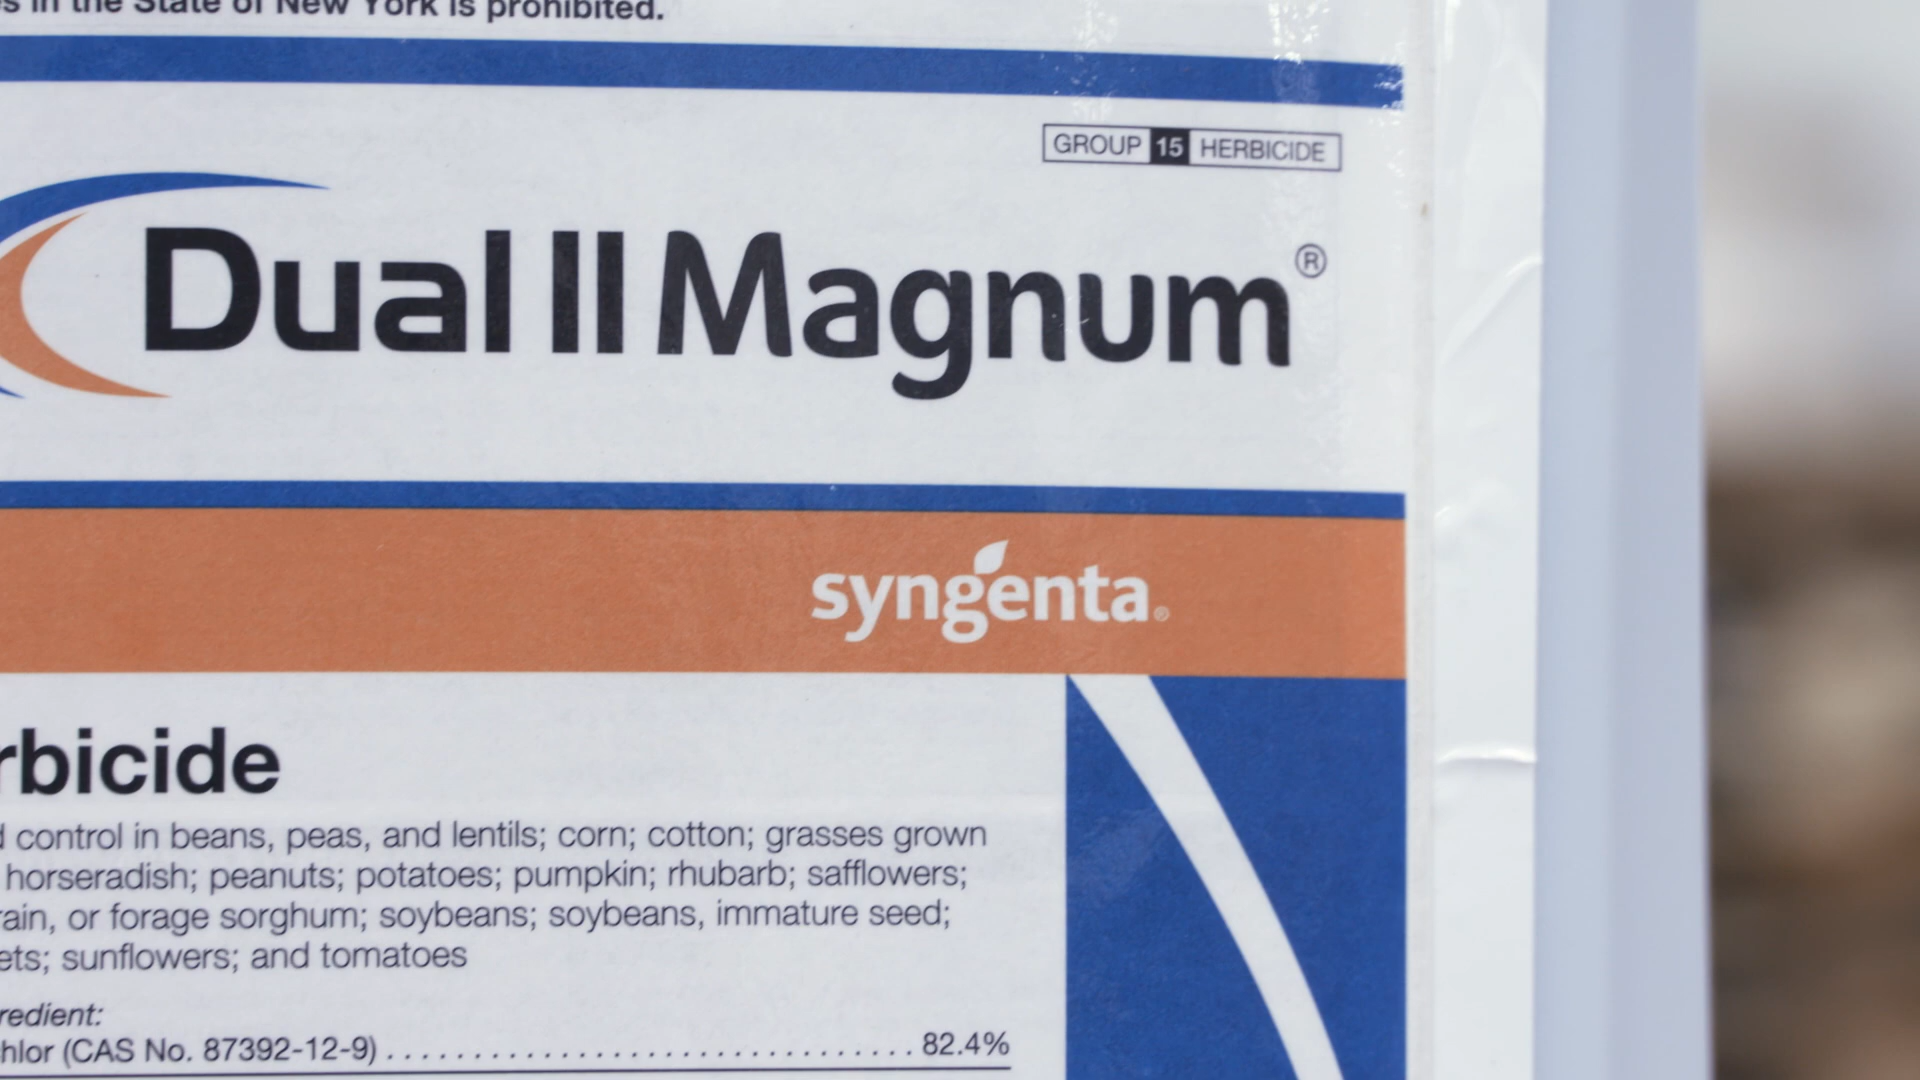 s in the State of New York is prohibited.
GROUP 15 HERBICIDE
Dual II Magnum®
syngenta®
rbicide
d control in beans, peas, and lentils; corn; cotton; grasses grown
horseradish; peanuts; potatoes; pumpkin; rhubarb; safflowers;
rain, or forage sorghum; soybeans; soybeans, immature seed;
ets; sunflowers; and tomatoes
redient:
hlor (CAS No. 87392-12-9) . . . . . . . . . . . . . . . . . . . . . . . . . . . . . . . 82.4%